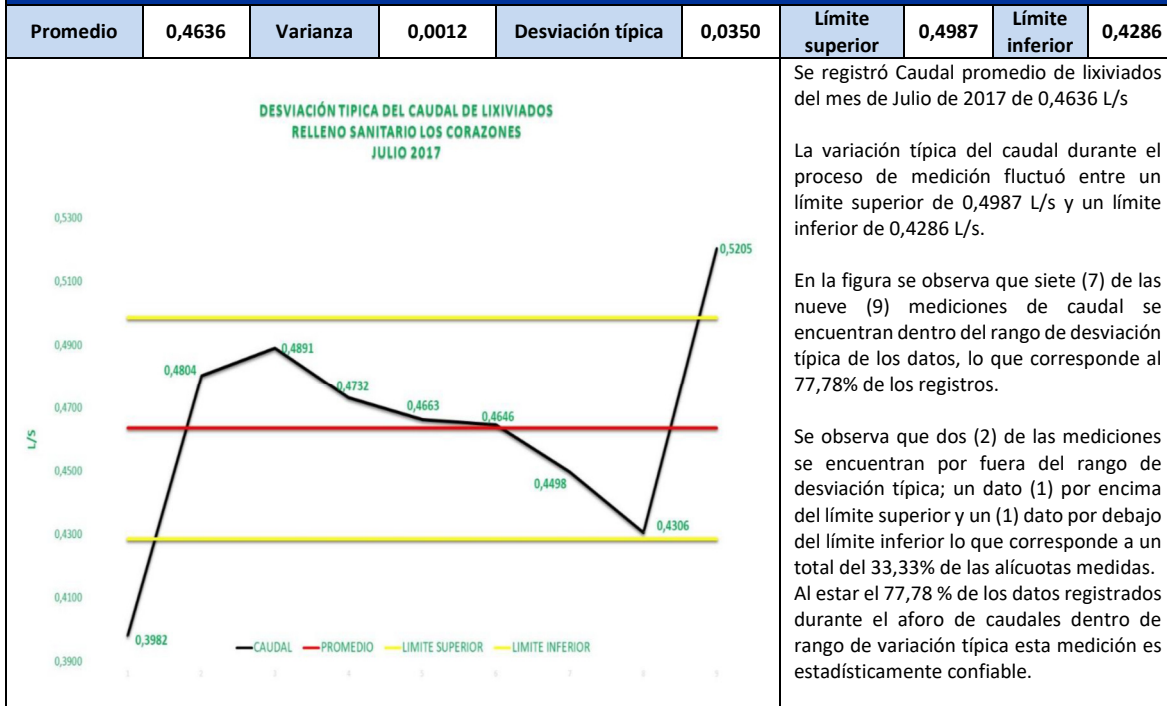 Promedio 0,4636 Varianza 0,0012 Desviación típica 0,0350 Límite superior 0,4987 Límite inferior 0,4286
DESVIACIÓN TIPICA DEL CAUDAL DE LIXIVIADOS
RELLENO SANITARIO LOS CORAZONES
JULIO 2017
0,5300
0,5100
0,4900
0,4700
0,4500
0,4300
0,4100
0,3900
L/s
0,3982
0,4804
0,4891
0,4732
0,4663
0,4646
0,4498
0,4306
0,5205
CAUDAL PROMEDIO LIMITE SUPERIOR LIMITE INFERIOR
1 2 3 4 5 6 7 8 9
Se registró Caudal promedio de lixiviados
del mes de Julio de 2017 de 0,4636 L/s
La variación típica del caudal durante el
proceso de medición fluctuó entre un
límite superior de 0,4987 L/s y un límite
inferior de 0,4286 L/s.
En la figura se observa que siete (7) de las
nueve (9) mediciones de caudal se
encuentran dentro del rango de desviación
típica de los datos, lo que corresponde al
77,78% de los registros.
Se observa que dos (2) de las mediciones
se encuentran por fuera del rango de
desviación típica; un dato (1) por encima
del límite superior y un (1) dato por debajo
del límite inferior lo que corresponde a un
total del 33,33% de las alícuotas medidas.
Al estar el 77,78 % de los datos registrados
durante el aforo de caudales dentro de
rango de variación típica esta medición es
estadísticamente confiable.